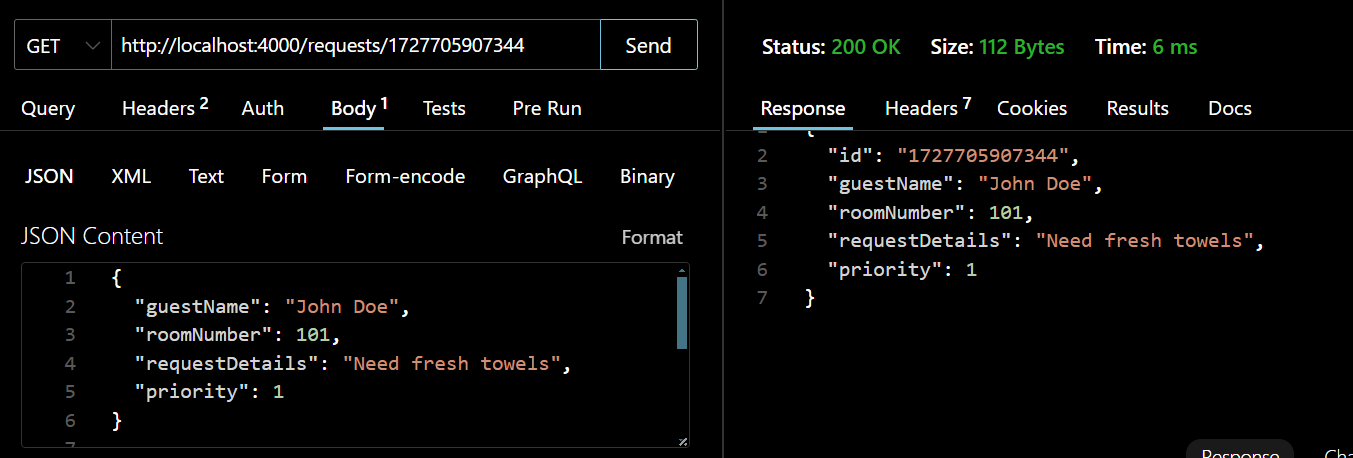 GET http://localhost:4000/requests/1727705907344 Send
Query Headers 2 Auth Body 1 Tests Pre Run
JSON XML Text Form Form-encode GraphQL Binary
JSON Content Format
1 {
2 "guestName": "John Doe",
3 "roomNumber": 101,
4 "requestDetails": "Need fresh towels",
5 "priority": 1
6 }
Status: 200 OK Size: 112 Bytes Time: 6 ms
Response Headers 7 Cookies Results Docs
{
2 "id": "1727705907344",
3 "guestName": "John Doe",
4 "roomNumber": 101,
5 "requestDetails": "Need fresh towels",
6 "priority": 1
7 }
Response